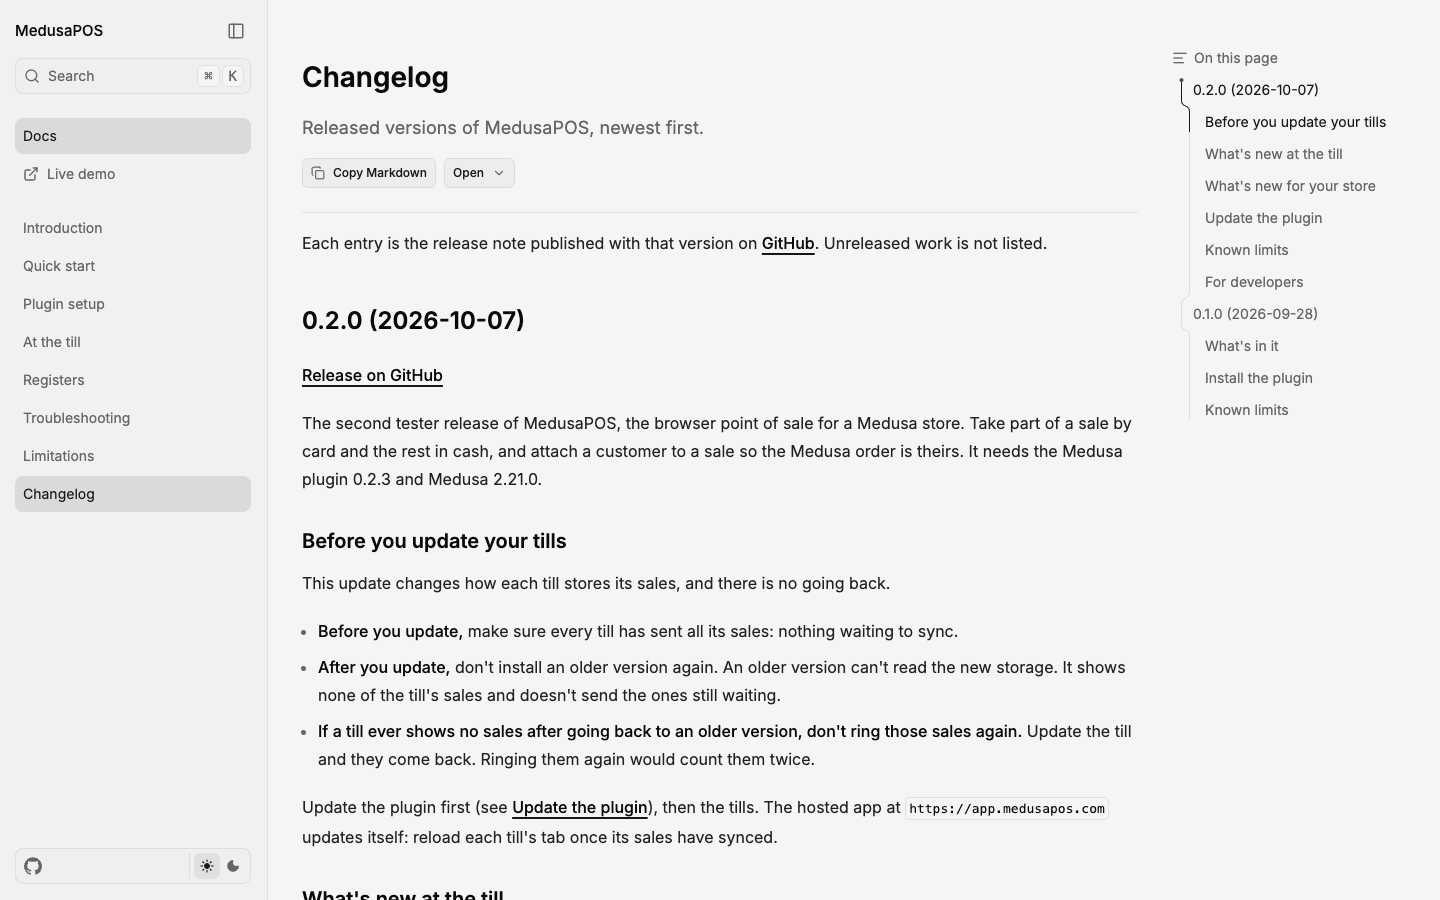 MedusaPOS
Search
⌘ K
Docs
Live demo
Introduction
Quick start
Plugin setup
At the till
Registers
Troubleshooting
Limitations
Changelog
Changelog
Released versions of MedusaPOS, newest first.
Copy Markdown
Open
Each entry is the release note published with that version on GitHub. Unreleased work is not listed.
0.2.0 (2026-10-07)
Release on GitHub
The second tester release of MedusaPOS, the browser point of sale for a Medusa store. Take part of a sale by
card and the rest in cash, and attach a customer to a sale so the Medusa order is theirs. It needs the Medusa
plugin 0.2.3 and Medusa 2.21.0.
Before you update your tills
This update changes how each till stores its sales, and there is no going back.
Before you update, make sure every till has sent all its sales: nothing waiting to sync.
After you update, don't install an older version again. An older version can't read the new storage. It shows
none of the till's sales and doesn't send the ones still waiting.
If a till ever shows no sales after going back to an older version, don't ring those sales again. Update the till
and they come back. Ringing them again would count them twice.
Update the plugin first (see Update the plugin), then the tills. The hosted app at https://app.medusapos.com
updates itself: reload each till's tab once its sales have synced.
What's new at the till
On this page
0.2.0 (2026-10-07)
Before you update your tills
What's new at the till
What's new for your store
Update the plugin
Known limits
For developers
0.1.0 (2026-09-28)
What's in it
Install the plugin
Known limits